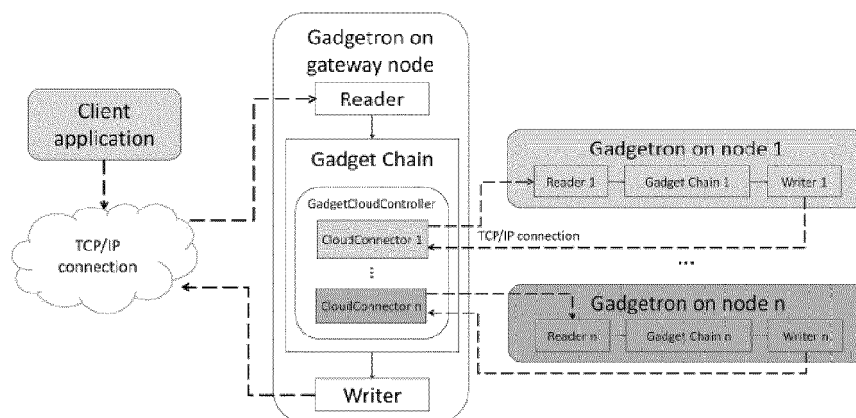 Gadgetron on
gateway node
Reader
Client
application
Gadget Chain
Gadgetron on node 1
Reader 1
Gadget Chain 1
Writer 1
GadgetCloudController
CloudConnector 1
TCP/IP connection
TCP/IP
connection
...
CloudConnector n
Gadgetron on node n
Reader n
Gadget Chain n
Writer n
Writer